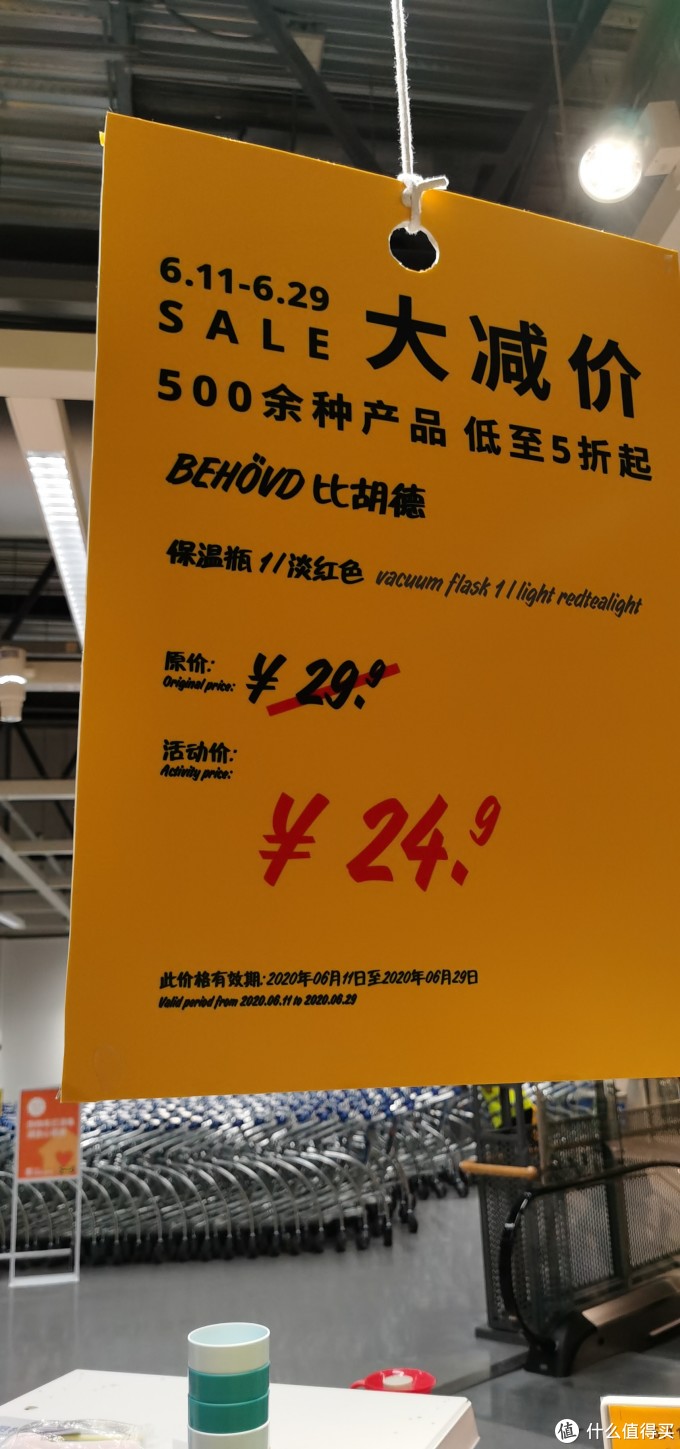 6.11-6.29
SALE 大减价
500余种产品 低至5折起
BEHÖVD 比胡德
保温瓶 1 l 淡红色 vacuum flask 1 l light redtealight
原价: ¥ 29.9
Original price:
活动价:
Activity price:
¥ 24.9
此价格有效期: 2020年06月11日至2020年06月29日
Valid period from 2020.06.11 to 2020.06.29
值 什么值得买